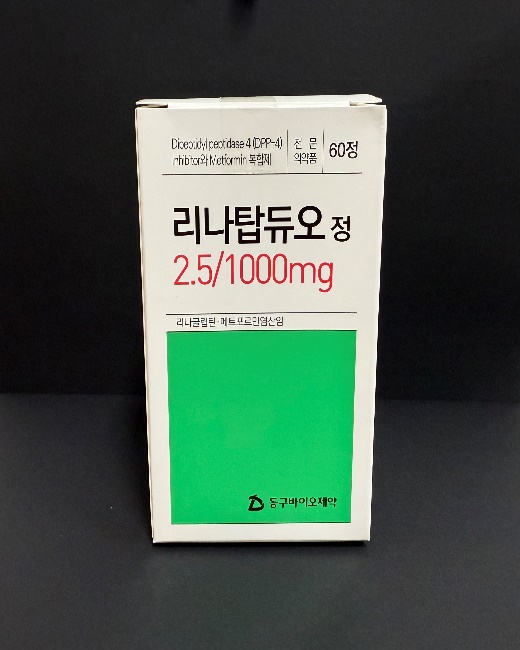 Dipeptidyl peptidase 4 (DPP-4)
Inhibitor와 Metformin 복합제
전문
의약품
60정
리나탑듀오 정
2.5/1000mg
리나글립틴·메트포르민염산염
동구바이오제약